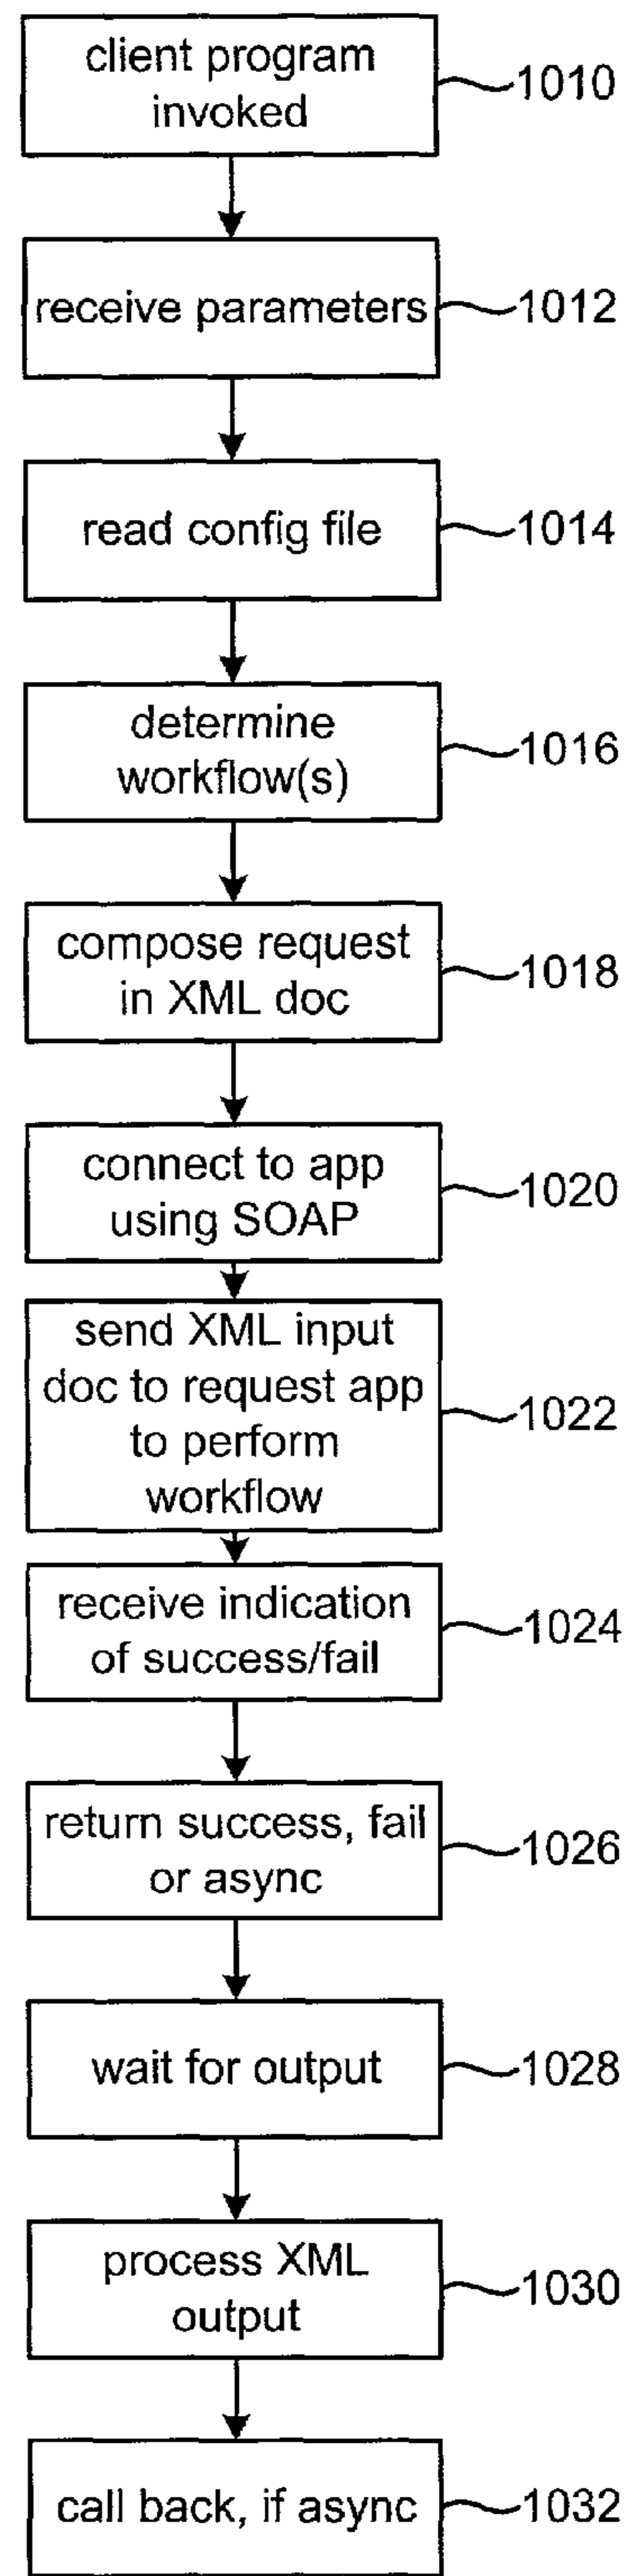 client program
invoked
1010
receive parameters
1012
read config file
1014
determine
workflow(s)
1016
compose request
in XML doc
1018
connect to app
using SOAP
1020
send XML input
doc to request app
to perform
workflow
1022
receive indication
of success/fail
1024
return success, fail
or async
1026
wait for output
1028
process XML
output
1030
call back, if async
1032